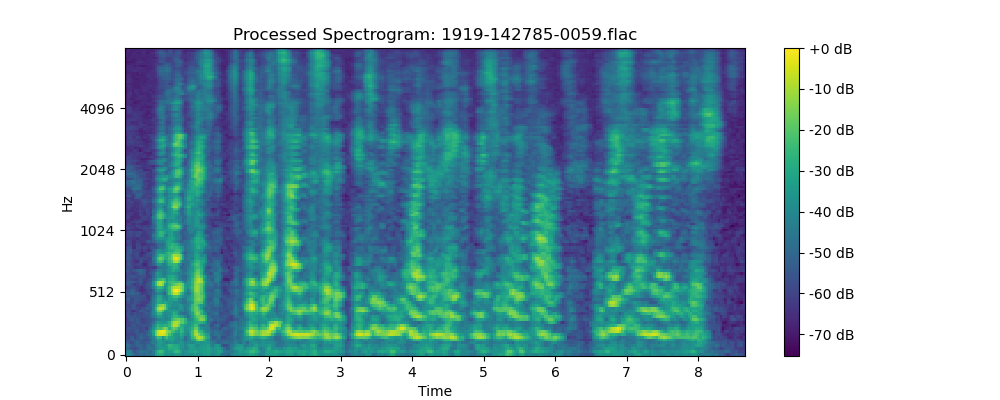 Processed Spectrogram: 1919-142785-0059.flac
Hz
4096
2048
1024
512
0
0 1 2 3 4 5 6 7 8
Time
+0 dB
-10 dB
-20 dB
-30 dB
-40 dB
-50 dB
-60 dB
-70 dB